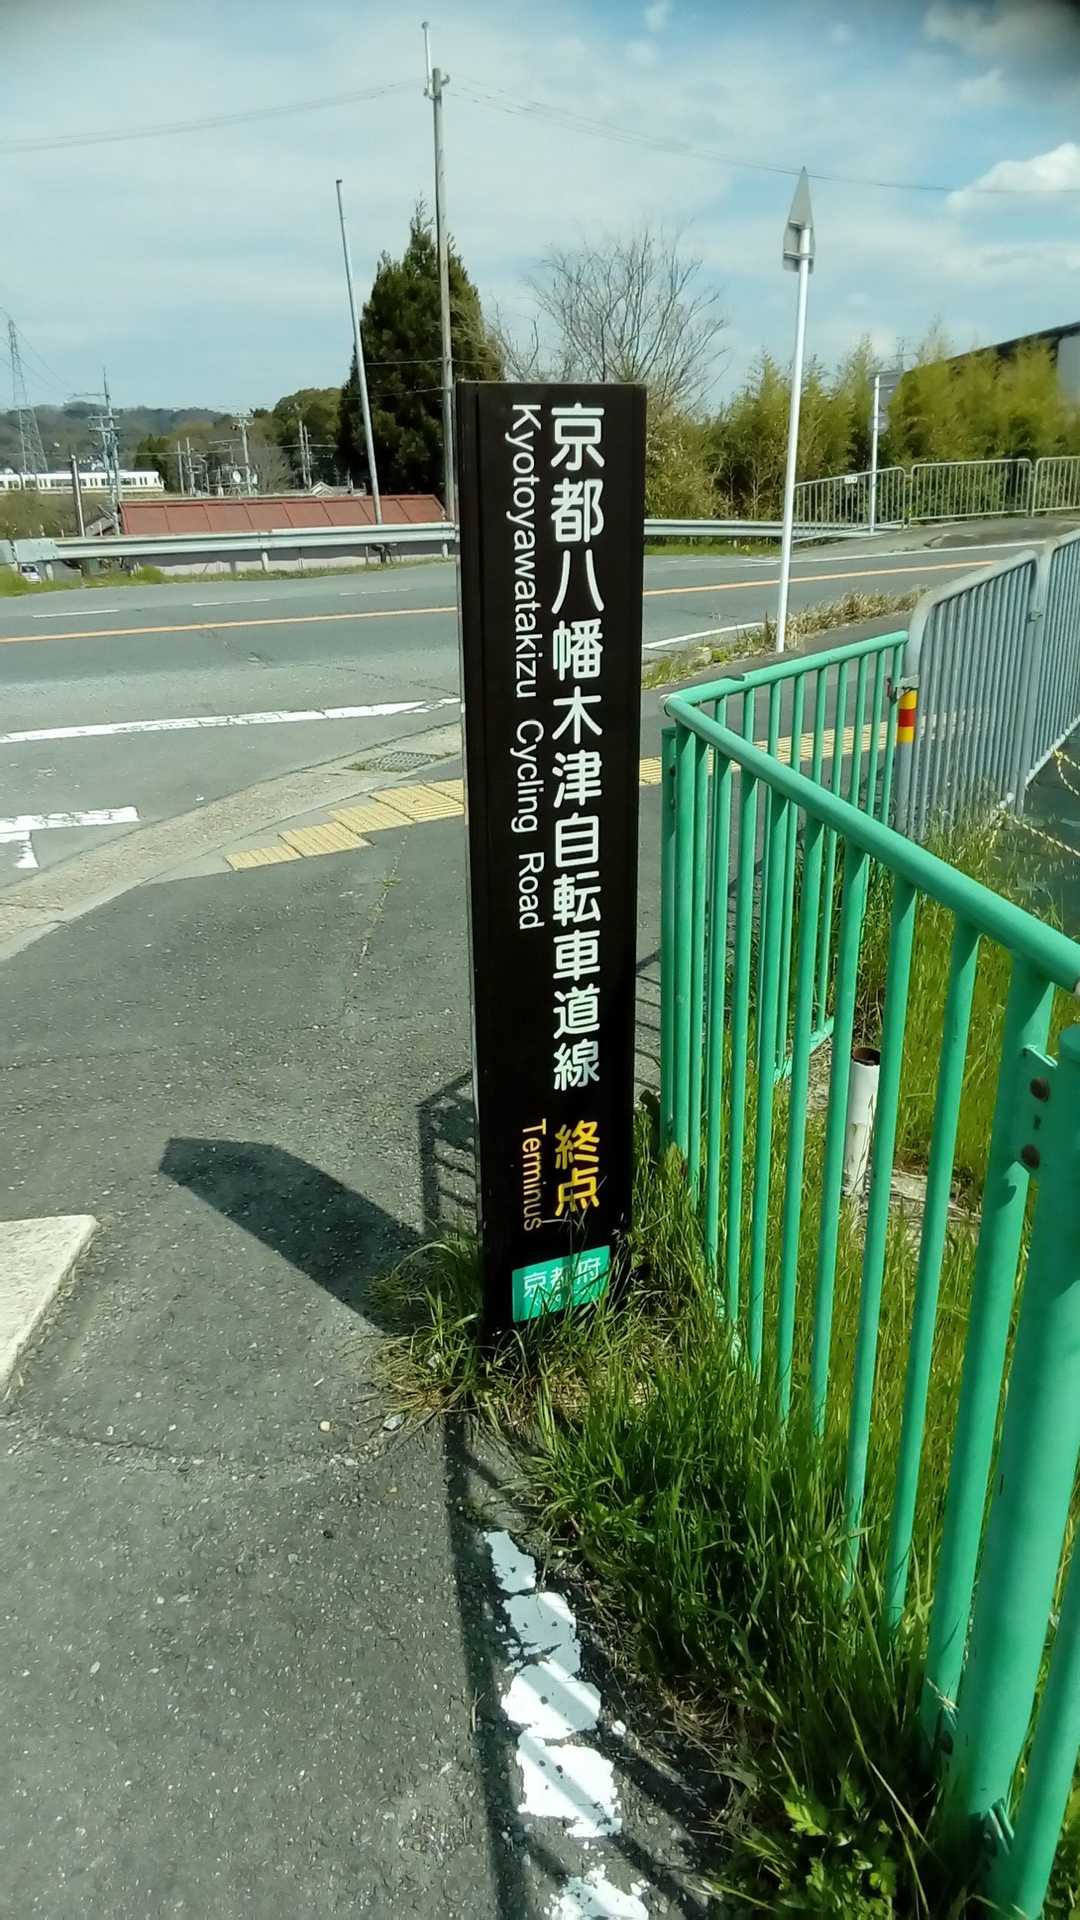 京都八幡木津自転車道線
Kyotoyawatakizu Cycling Road
終点
Terminus
京都府